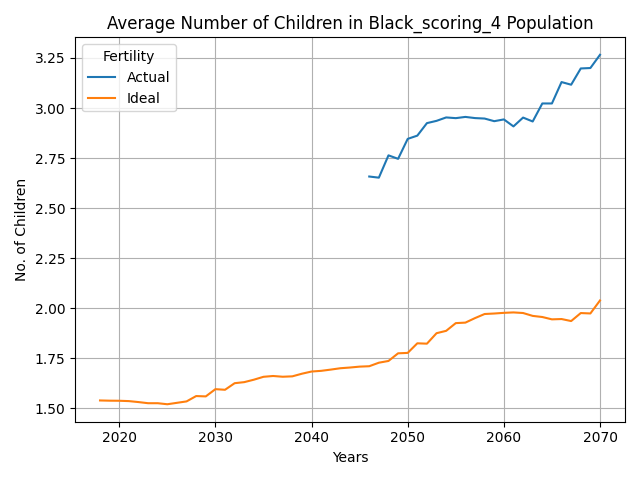 Average Number of Children in Black_scoring_4 Population
Fertility
Actual
Ideal
No. of Children
3.25
3.00
2.75
2.50
2.25
2.00
1.75
1.50
2020 2030 2040 2050 2060 2070
Years